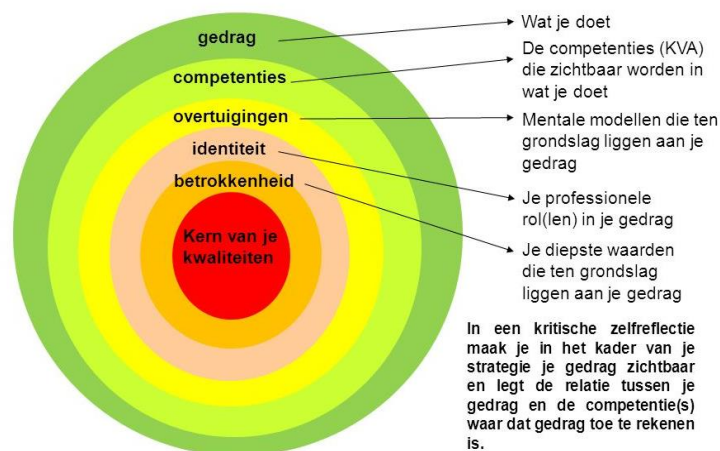 gedrag
competenties
overtuigingen
identiteit
betrokkenheid
Kern van je
kwaliteiten
Wat je doet
De competenties (KVA)
die zichtbaar worden in
wat je doet
Mentale modellen die ten
grondslag liggen aan je
gedrag
Je professionele
rol(len) in je gedrag
Je diepste waarden
die ten grondslag
liggen aan je gedrag
In een kritische zelfreflectie
maak je in het kader van je
strategie je gedrag zichtbaar
en legt de relatie tussen je
gedrag en de competentie(s)
waar dat gedrag toe te rekenen
is.